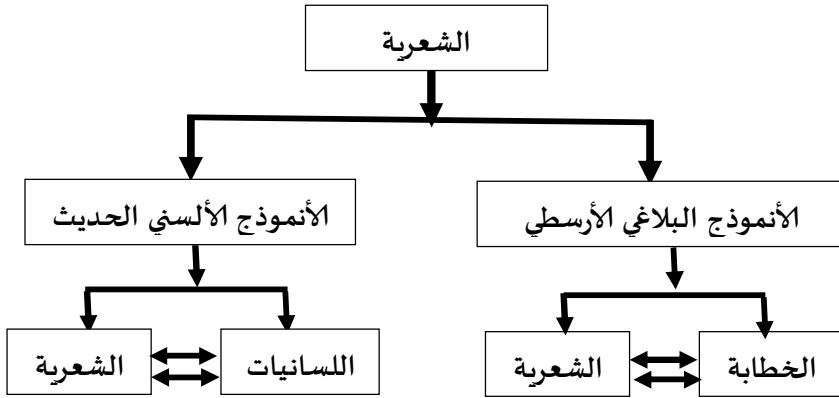 الشعرية
الأنموذج البلاغي الأرسطي
الأنموذج الألسني الحديث
الخطابة
الشعرية
اللسانيات
الشعرية